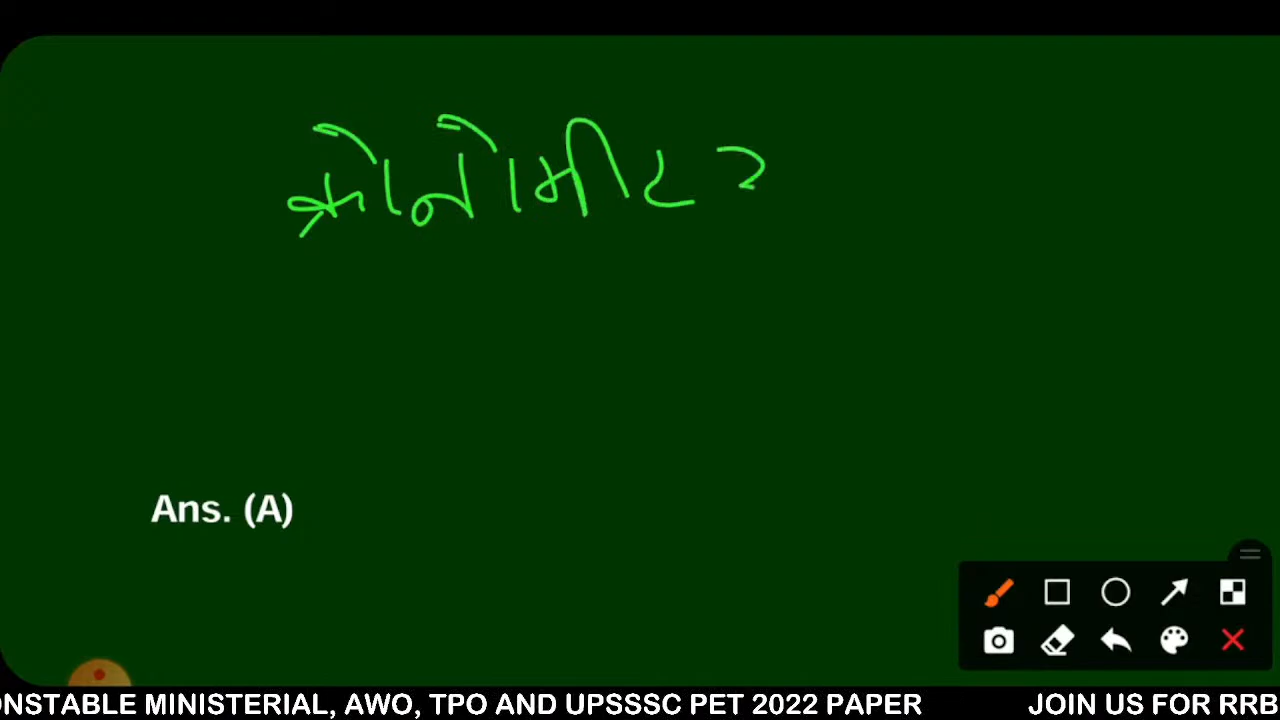 क्रोनोमीटर
Ans. (A)
ONSTABLE MINISTERIAL, AWO, TPO AND UPSSSC PET 2022 PAPER JOIN US FOR RRB